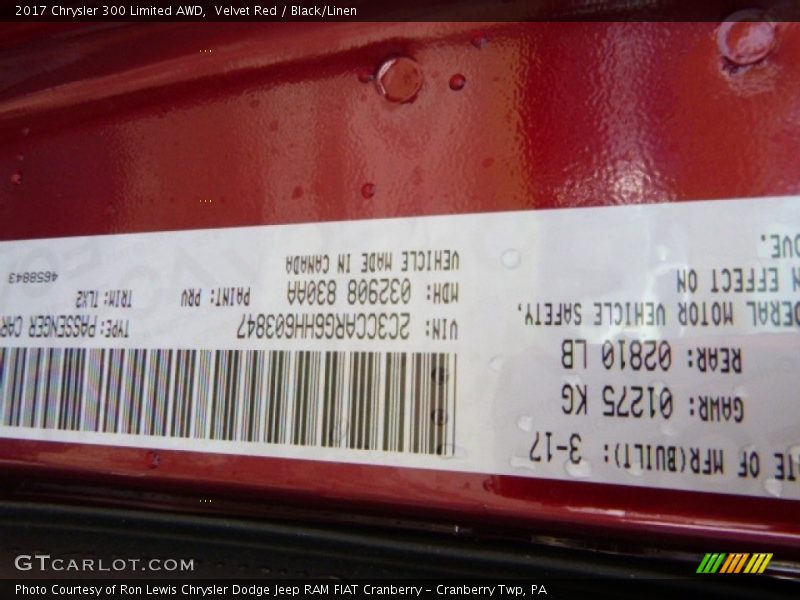 2017 Chrysler 300 Limited AWD,  Velvet Red / Black/Linen
TE OF MFR(BUILT): 3-17
GAWR: 01275 KG
REAR: 02810 LB
DERAL MOTOR VEHICLE SAFETY,
N EFFECT ON
OVE.
VIN: 2C3CCARG6HH603847
TYPE: PASSENGER CAR
MDH: 032908 830AA
PAINT: PRV
TRIM: TLX2
VEHICLE MADE IN CANADA
4658843
GTCARLOT.COM
Photo Courtesy of Ron Lewis Chrysler Dodge Jeep RAM FIAT Cranberry – Cranberry Twp, PA